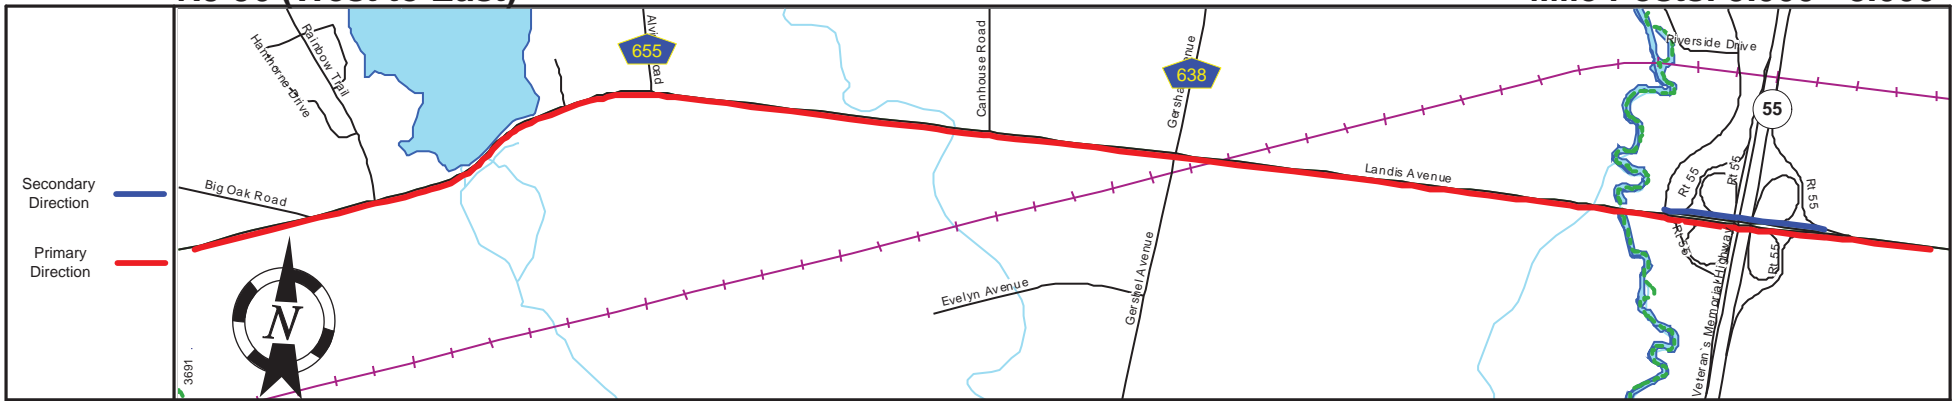 Secondary
Direction
Primary
Direction
Hawthorne Drive
Rainbow Trail
Big Oak Road
655
Canhouse Road
638
Gershel Avenue
Evelyn Avenue
Landis Avenue
Riverside Drive
55
Rt 55
Rt 55
Rt 55
Rt 55
Rt 55
Veteran's Memorial Highway
N
3691